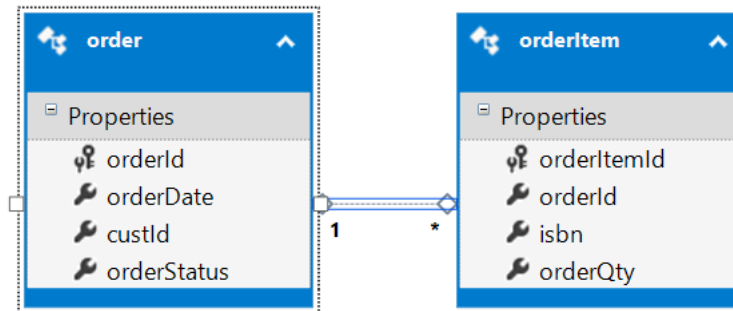 order
Properties
orderId
orderDate
custId
orderStatus
1
*
orderItem
Properties
orderItemId
orderId
isbn
orderQty